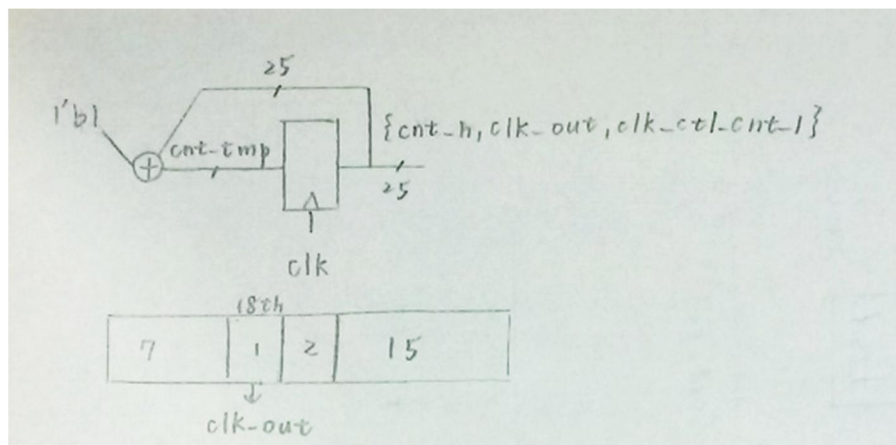 25
1'b1
{cnt-h, clk-out, clk-ctl-cnt-l}
cnt-tmp
25
clk
18th
7 1 2 15
clk-out